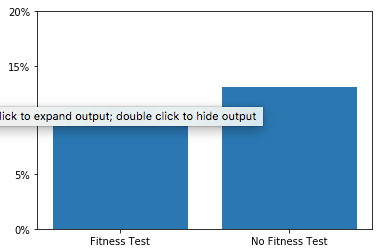 20%
15%
lick to expand output; double click to hide output
5%
0%
Fitness Test
No Fitness Test